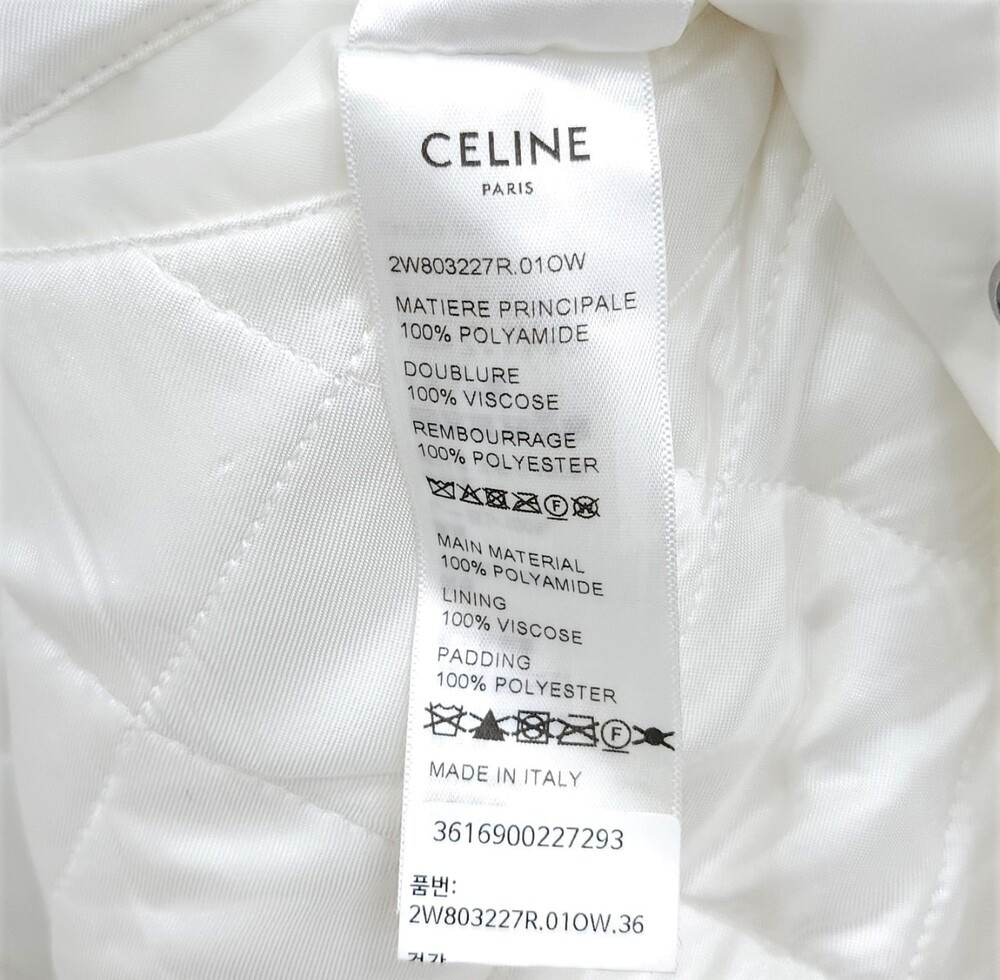 CELINE
PARIS
2W803227R.01OW
MATIERE PRINCIPALE
100% POLYAMIDE
DOUBLURE
100% VISCOSE
REMBOURRAGE
100% POLYESTER
F W
MAIN MATERIAL
100% POLYAMIDE
LINING
100% VISCOSE
PADDING
100% POLYESTER
F
MADE IN ITALY
3616900227293
품번:
2W803227R.01OW.36